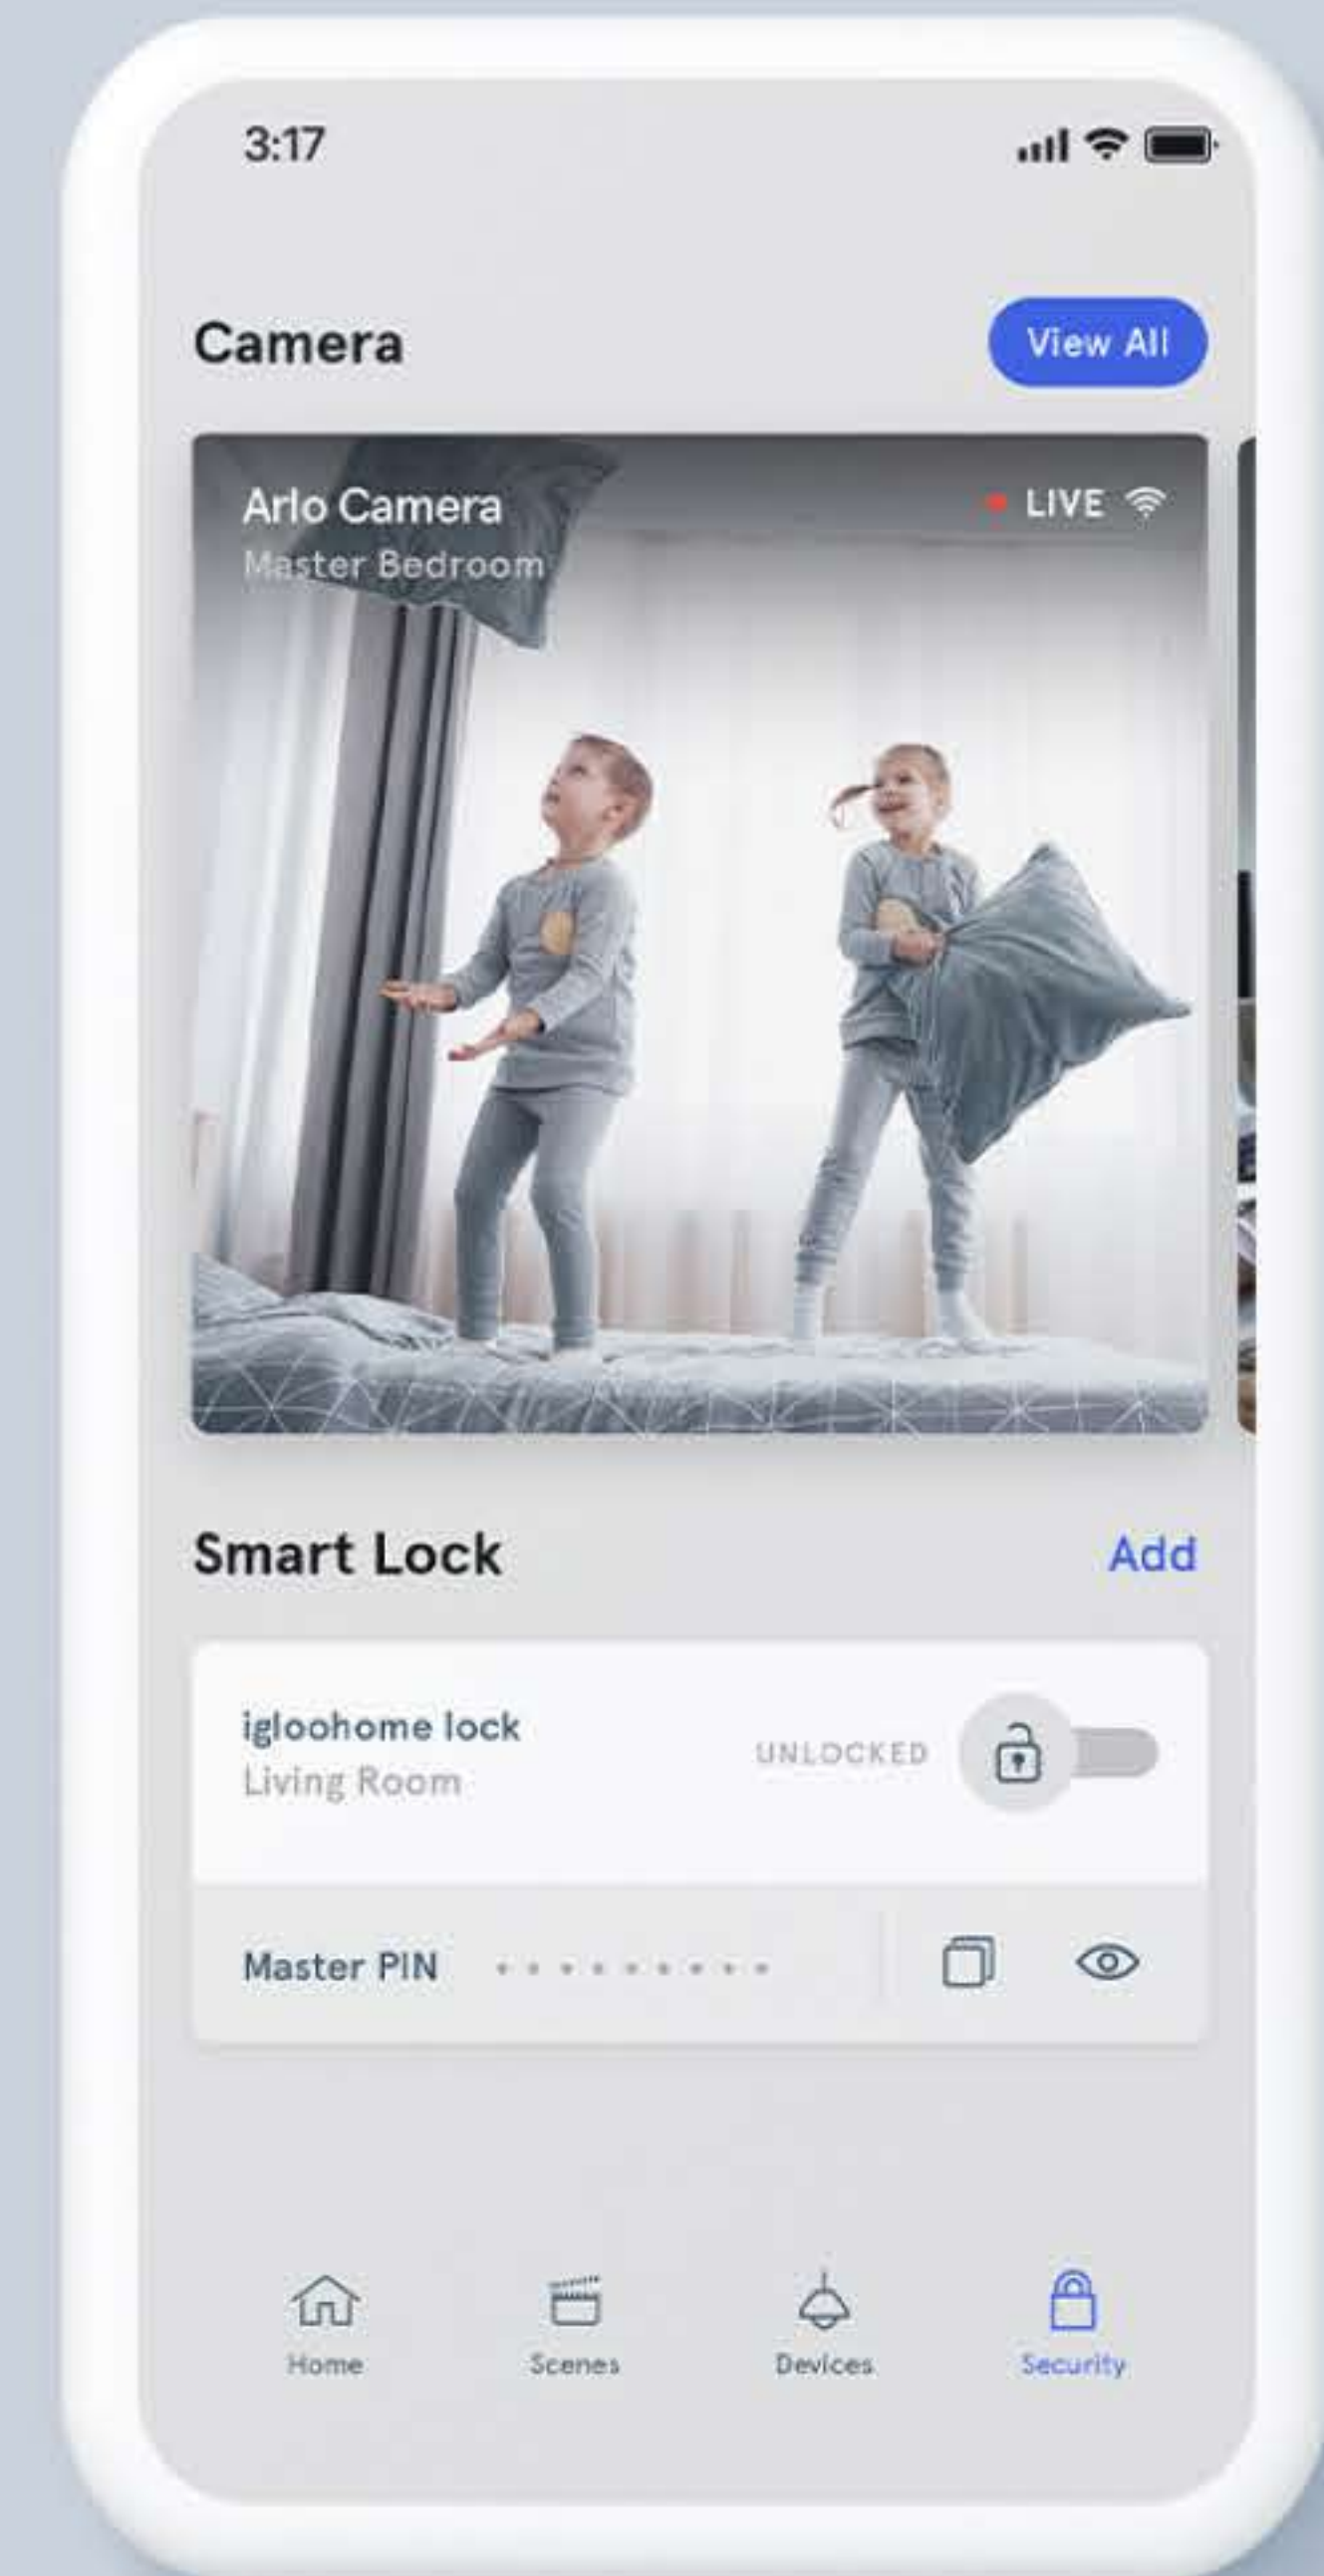 3:17
Camera
View All
Arlo Camera
LIVE
Master Bedroom
Smart Lock
Add
igloohome lock
UNLOCKED
Living Room
Master PIN
Home
Scenes
Devices
Security